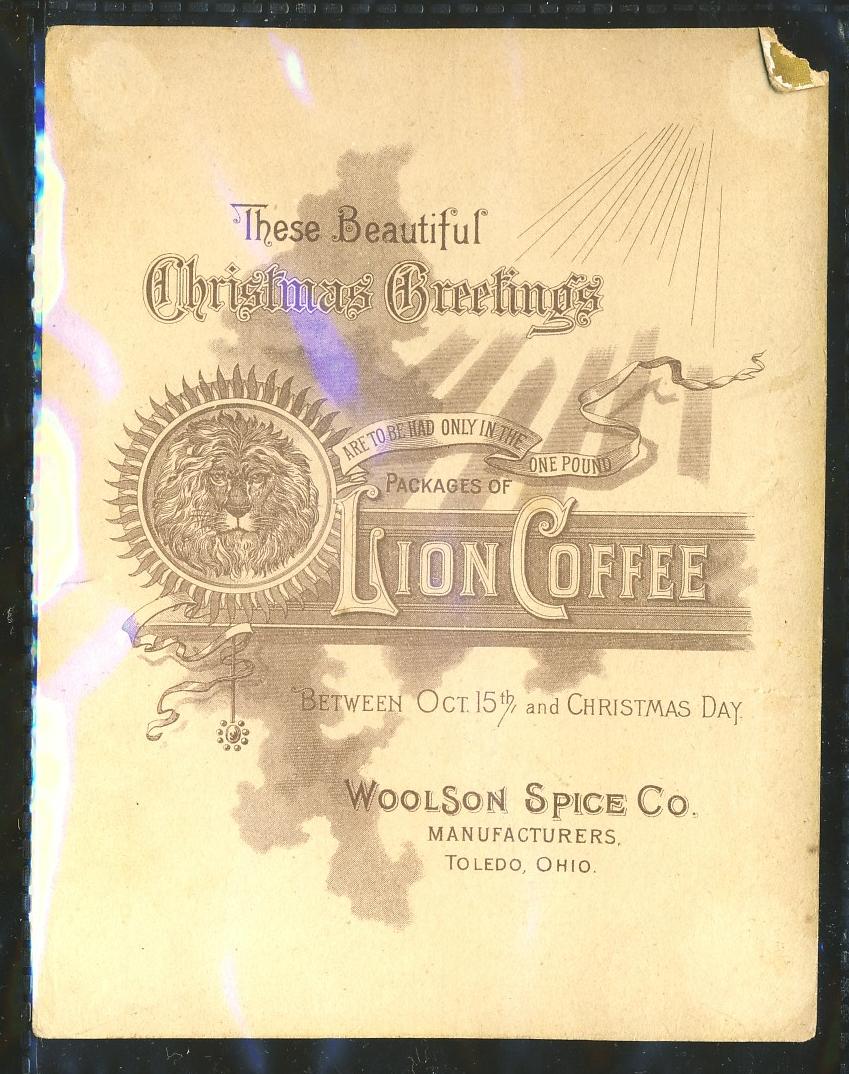 These Beautiful
Christmas Greetings
ARE TO BE HAD ONLY IN THE
ONE POUND
PACKAGES OF
LION COFFEE
BETWEEN OCT. 15th, and CHRISTMAS DAY.
WOOLSON SPICE CO.
MANUFACTURERS,
TOLEDO, OHIO.